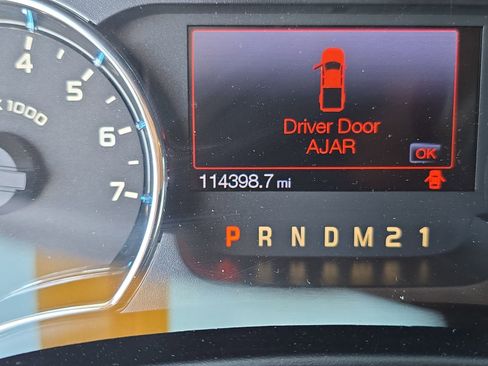 4
5
6
7
x 1000
Driver Door
AJAR
OK
114398.7 mi
P R N D M 2 1